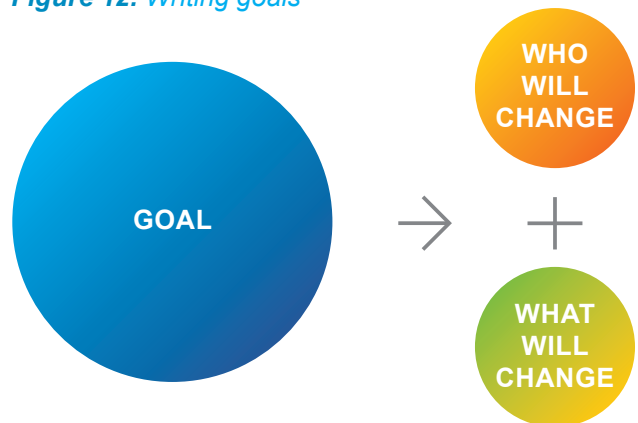 Figure 12: Writing goals
GOAL
WHO
WILL
CHANGE
WHAT
WILL
CHANGE